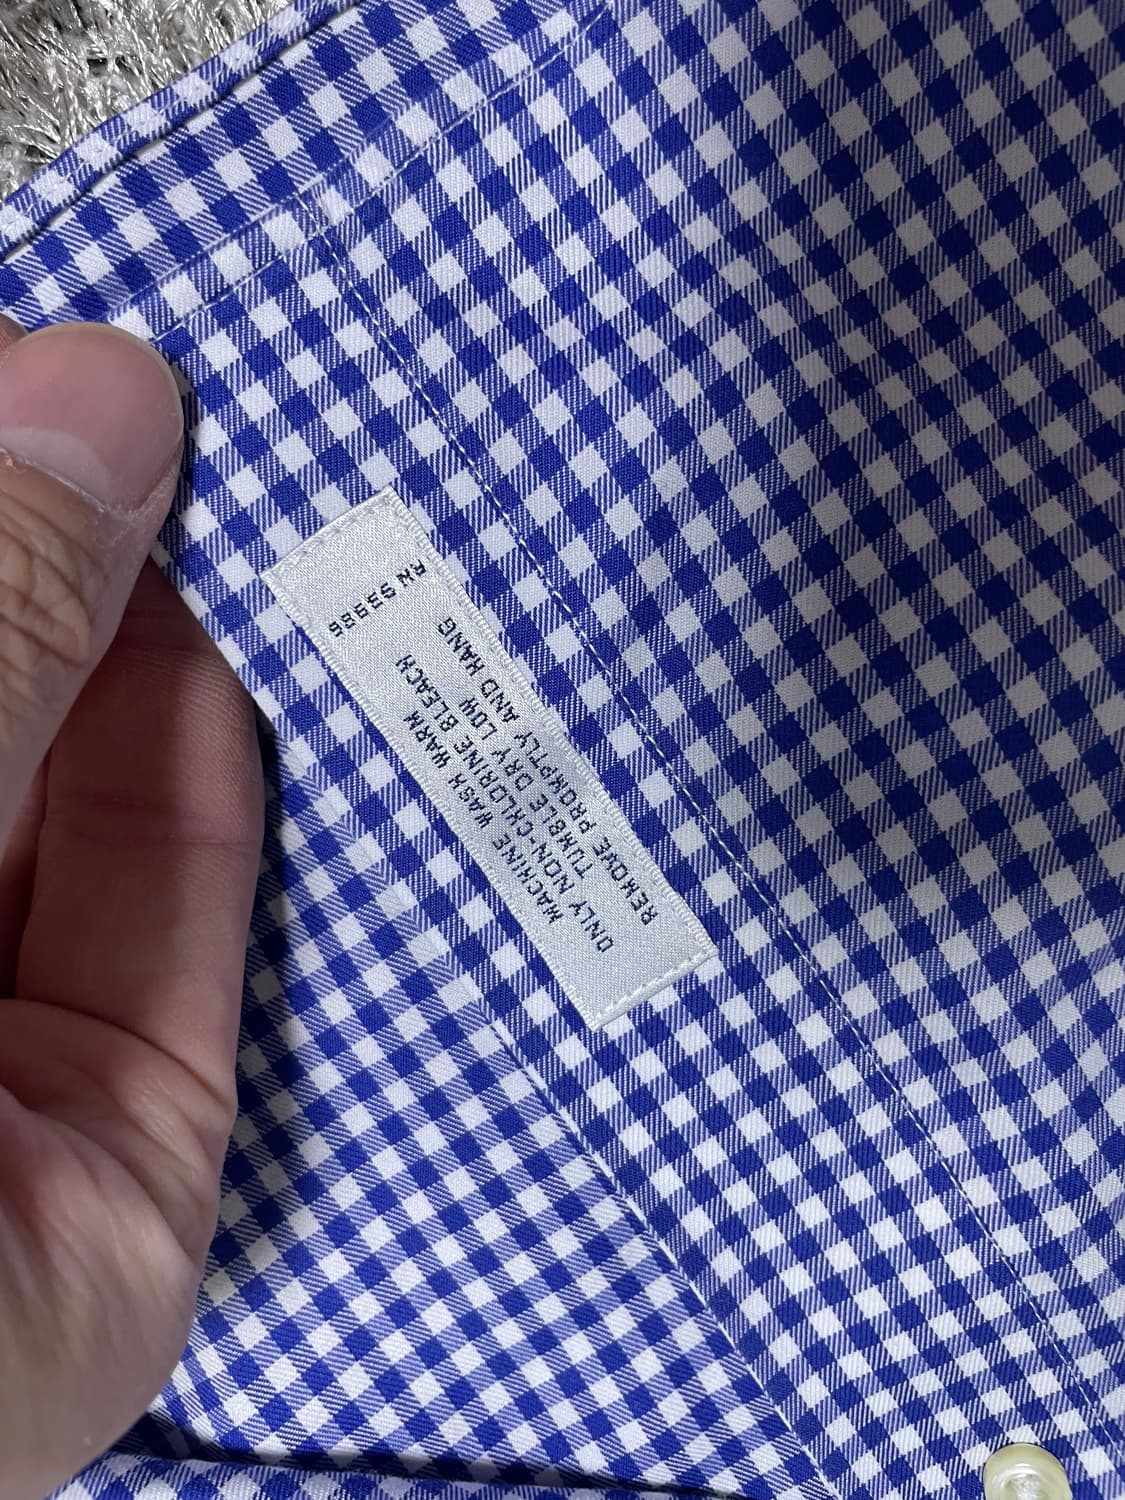 RN
MACHINE WASH WARM
ONLY NON-CHLORINE BLEACH
TUMBLE DRY LOW
REMOVE PROMPTLY AND HANG